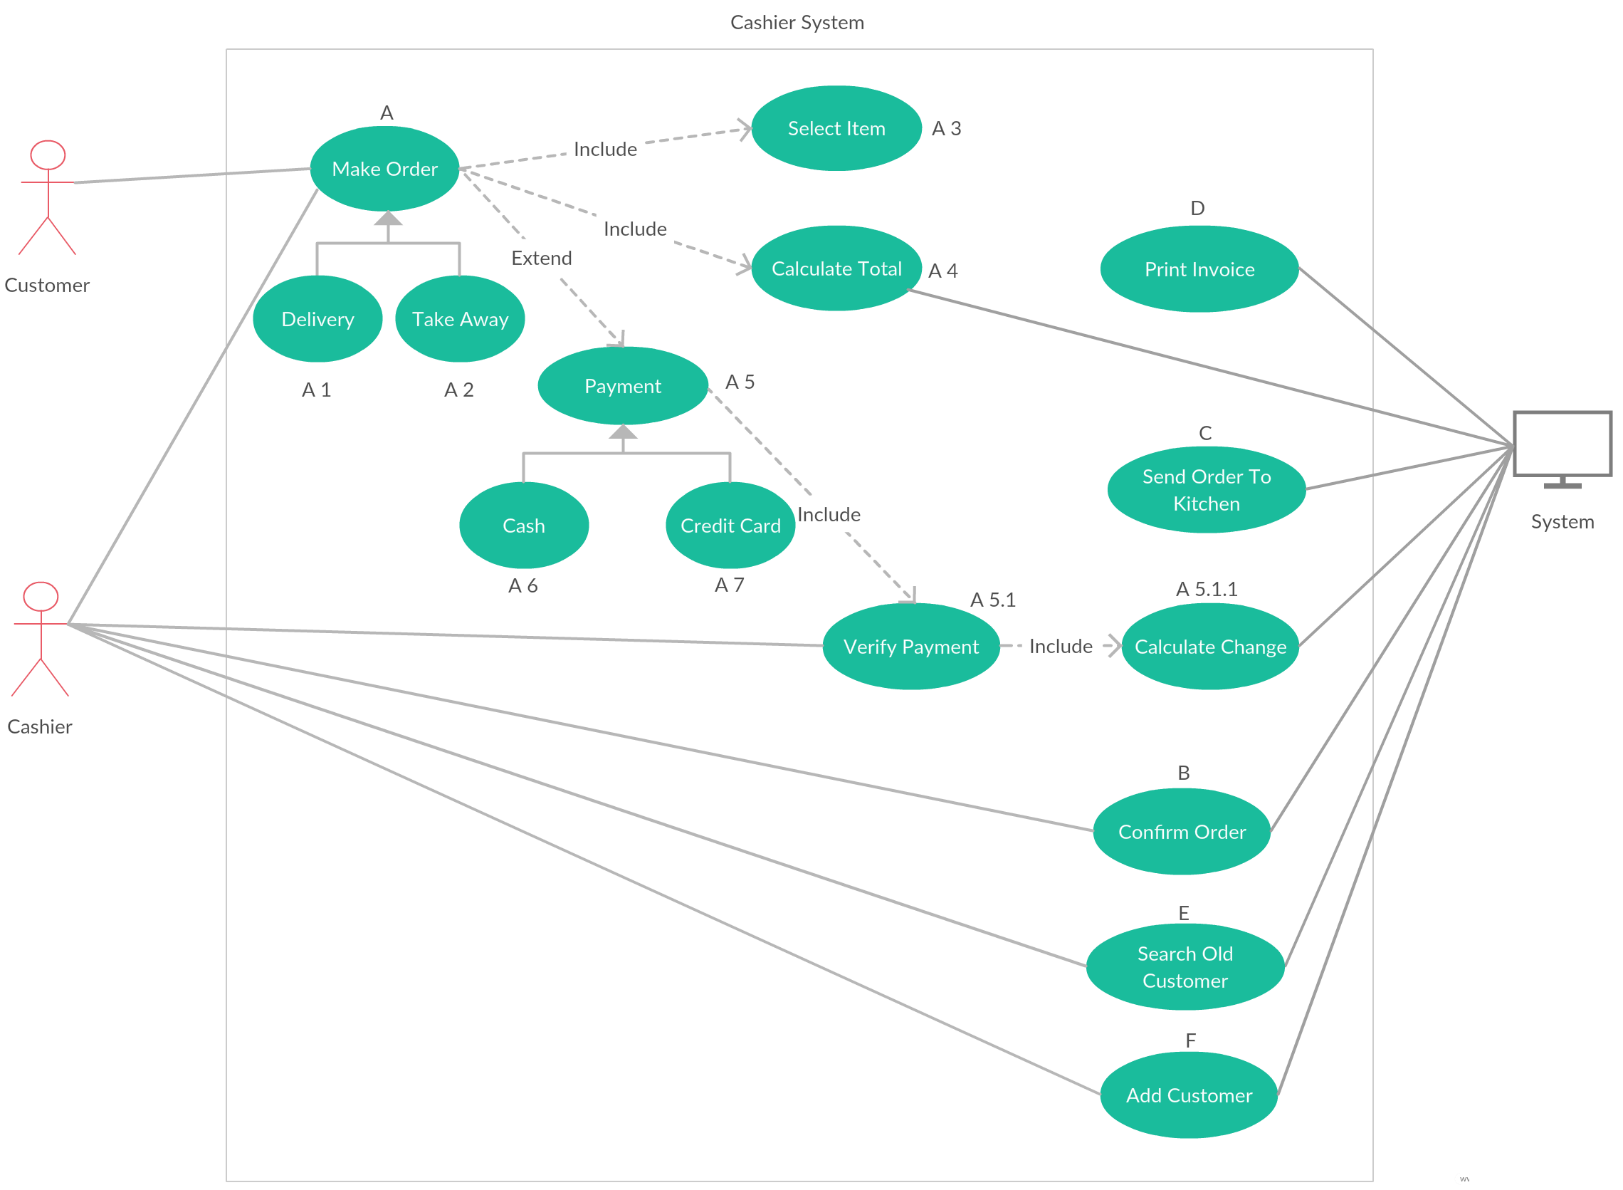 Cashier System
A
Make Order
Include
Select Item
A 3
Customer
Include
Calculate Total
A 4
Extend
D
Print Invoice
Delivery
Take Away
A 1
A 2
Payment
A 5
Cash
Credit Card
A 6
A 7
Include
C
Send Order To
Kitchen
System
Cashier
A 5.1
Verify Payment
Include
A 5.1.1
Calculate Change
B
Confirm Order
E
Search Old
Customer
F
Add Customer